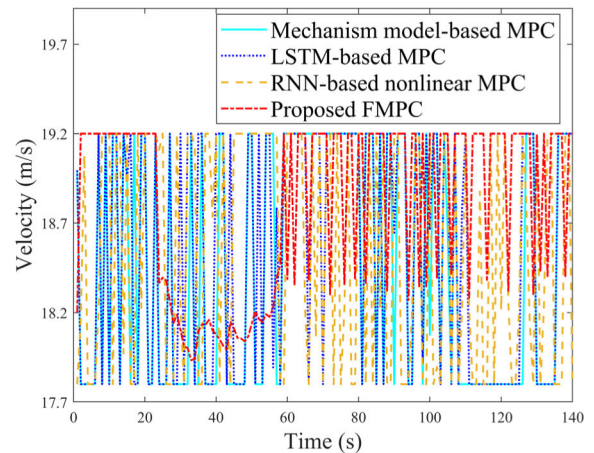 19.7
Mechanism model-based MPC
LSTM-based MPC
RNN-based nonlinear MPC
Proposed FMPC
19.2
18.7
18.2
17.7
Velocity (m/s)
0 20 40 60 80 100 120 140
Time (s)